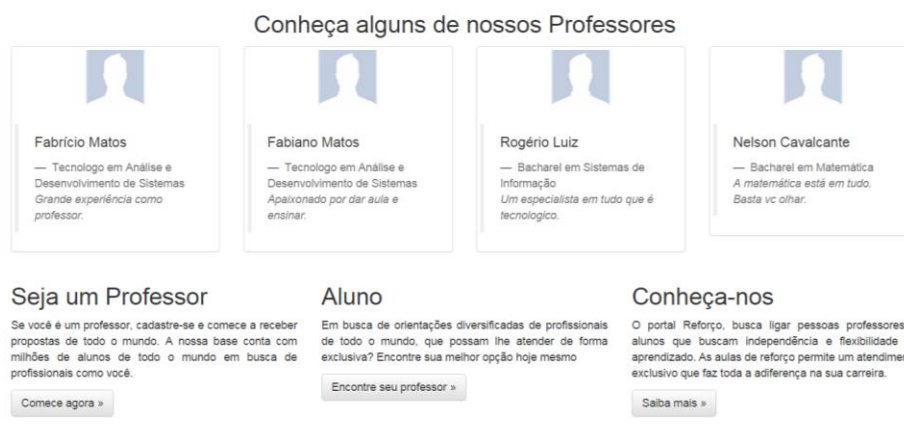 Conheça alguns de nossos Professores
Fabrício Matos
— Tecnologo em Análise e
Desenvolvimento de Sistemas
Grande experiência como
professor.
Fabiano Matos
— Tecnologo em Análise e
Desenvolvimento de Sistemas
Apaixonado por dar aula e
ensinar.
Rogério Luiz
— Bacharel em Sistemas de
Informação
Um especialista em tudo que é
tecnologico.
Nelson Cavalcante
— Bacharel em Matemática
A matemática está em tudo.
Basta vc olhar.
Seja um Professor
Se você é um professor, cadastre-se e comece a receber
propostas de todo o mundo. A nossa base conta com
milhões de alunos de todo o mundo em busca de
profissionais como você.
Comece agora »
Aluno
Em busca de orientações diversificadas de profissionais
de todo o mundo, que possam lhe atender de forma
exclusiva? Encontre sua melhor opção hoje mesmo
Encontre seu professor »
Conheça-nos
O portal Reforço, busca ligar pessoas professores
alunos que buscam independência e flexibilidade
aprendizado. As aulas de reforço permite um atendimen
exclusivo que faz toda a adiferença na sua carreira.
Saiba mais »